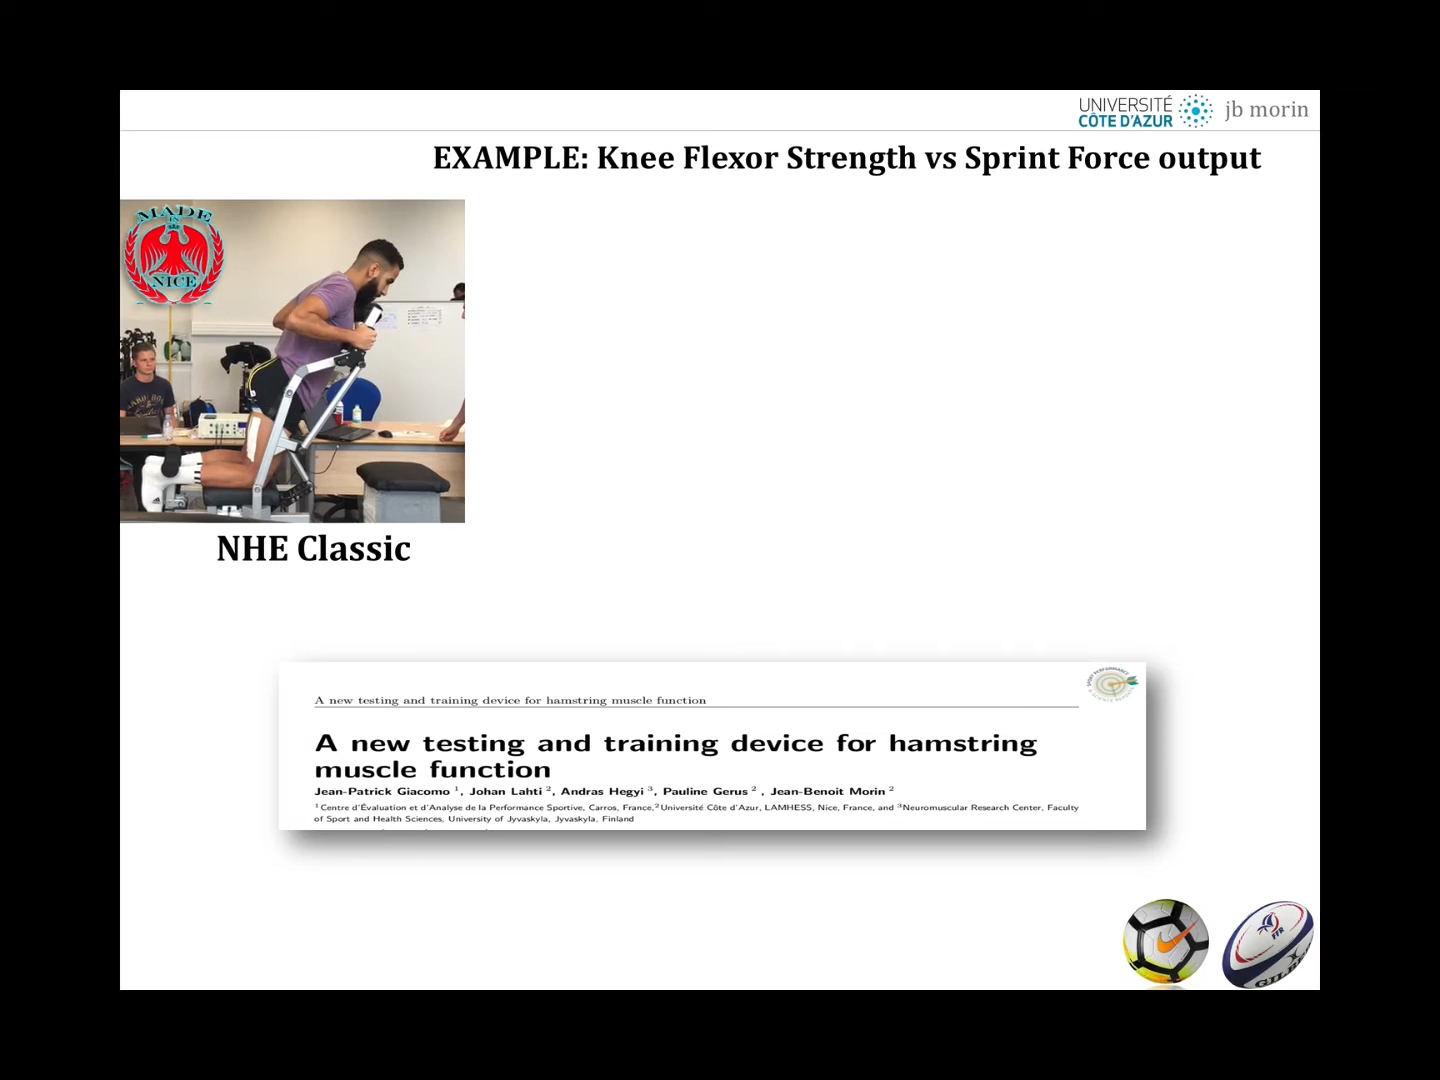 UNIVERSITÉ
CÔTE D'AZUR
jb morin
EXAMPLE: Knee Flexor Strength vs Sprint Force output
MADE
IN
NICE
NHE Classic
A new testing and training device for hamstring muscle function
A new testing and training device for hamstring
muscle function
Jean-Patrick Giacomo 1, Johan Lahti 2, Andras Hegyi 3, Pauline Gerus 2 , Jean-Benoit Morin 2
1 Centre d'Évaluation et d'Analyse de la Performance Sportive, Carros, France,2 Université Côte d'Azur, LAMHESS, Nice, France, and 3 Neuromuscular Research Center, Faculty
of Sport and Health Sciences, University of Jyvaskyla, Jyvaskyla, Finland
SPORT PERFORMANCE
& SCIENCE REPORTS
FFR